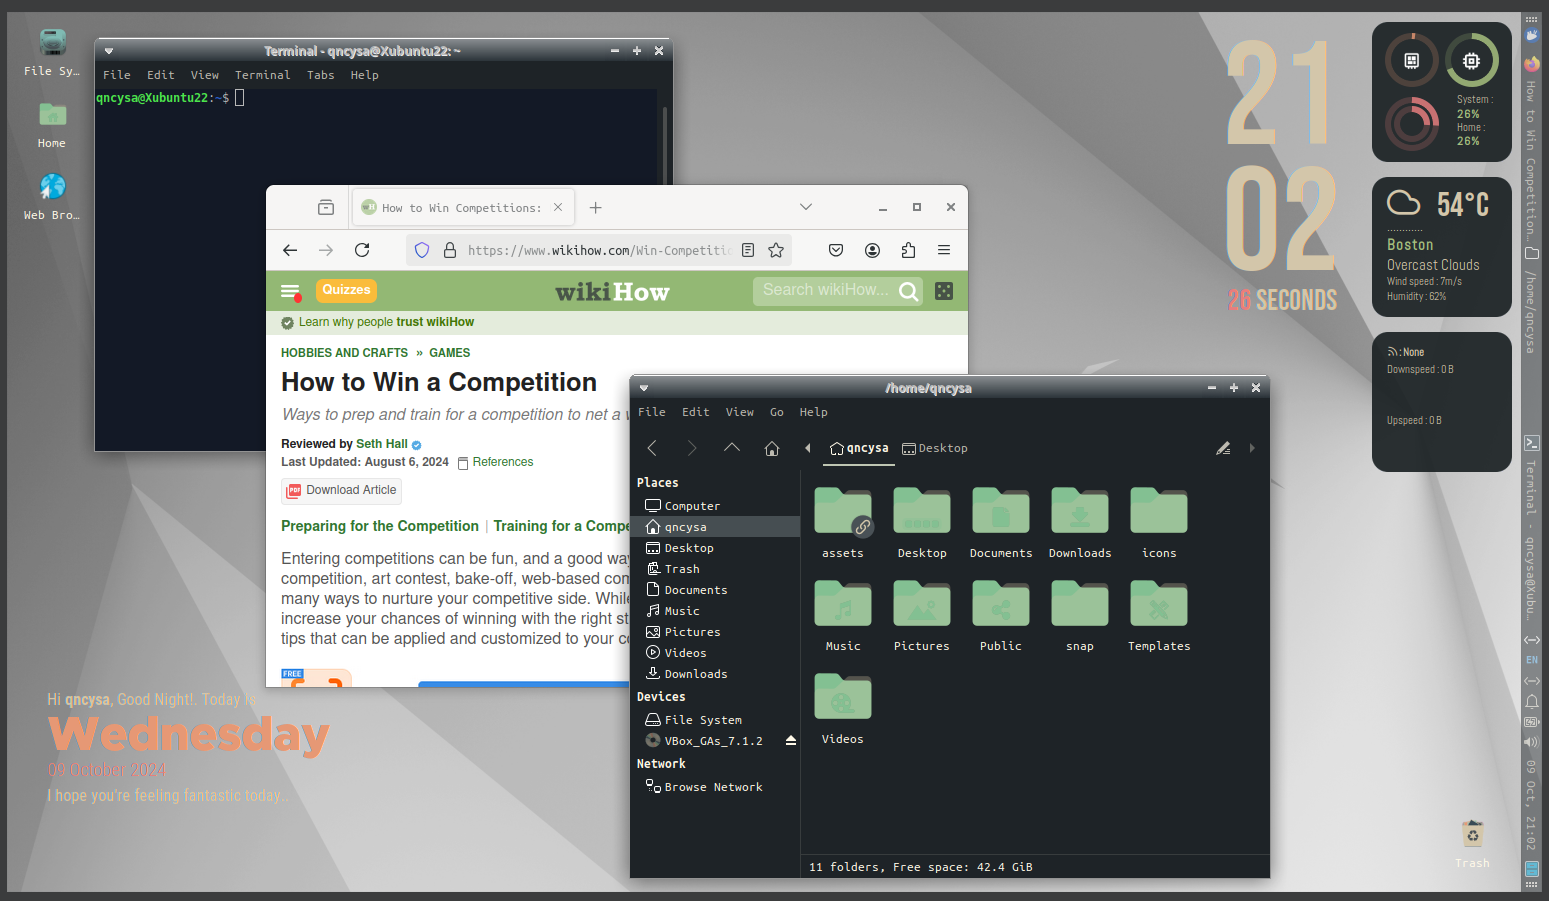 File Sy…
Home
Web Bro…
Terminal - qncysa@Xubuntu22: ~
File Edit View Terminal Tabs Help
qncysa@Xubuntu22:~$
How to Win Competitions:
https://www.wikihow.com/Win-Competitio
Quizzes
wikiHow
Search wikiHow...
Learn why people trust wikiHow
HOBBIES AND CRAFTS » GAMES
How to Win a Competition
Ways to prep and train for a competition to net a
Reviewed by Seth Hall
Last Updated: August 6, 2024 References
PDF Download Article
Preparing for the Competition | Training for a Compe
Entering competitions can be fun, and a good way
competition, art contest, bake-off, web-based com
many ways to nurture your competitive side. While
increase your chances of winning with the right st
tips that can be applied and customized to your co
FREE
/home/qncysa
File Edit View Go Help
qncysa Desktop
Places
Computer
qncysa
Desktop
Trash
Documents
Music
Pictures
Videos
Downloads
Devices
File System
VBox_GAs_7.1.2
Network
Browse Network
assets Desktop Documents Downloads icons
Music Pictures Public snap Templates
Videos
11 folders, Free space: 42.4 GiB
21
02
26 SECONDS
System :
26%
Home :
26%
54°C
............
Boston
Overcast Clouds
Wind speed : 7m/s
Humidity : 62%
: None
Downspeed : 0 B
Upspeed : 0 B
How to Win Competition…
/home/qncysa
Terminal - qncysa@Xubu…
EN
09 Oct, 21:02
Hi qncysa, Good Night!. Today is
Wednesday
09 October 2024
I hope you're feeling fantastic today..
Trash